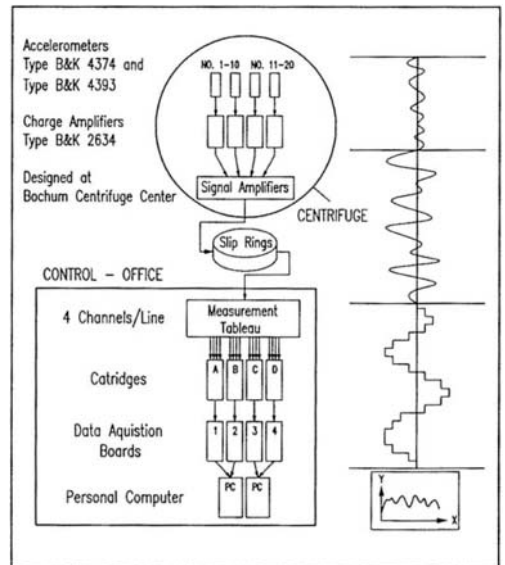 Accelerometers
Type B&K 4374 and
Type B&K 4393
NO. 1-10 NO. 11-20
Charge Amplifiers
Type B&K 2634
Designed at
Bochum Centrifuge Center
Signal Amplifiers
CENTRIFUGE
Slip Rings
CONTROL - OFFICE
4 Channels/Line
Measurement
Tableau
Catridges
A B C D
Data Aquistion
Boards
1 2 3 4
Personal Computer
PC PC
Y
X